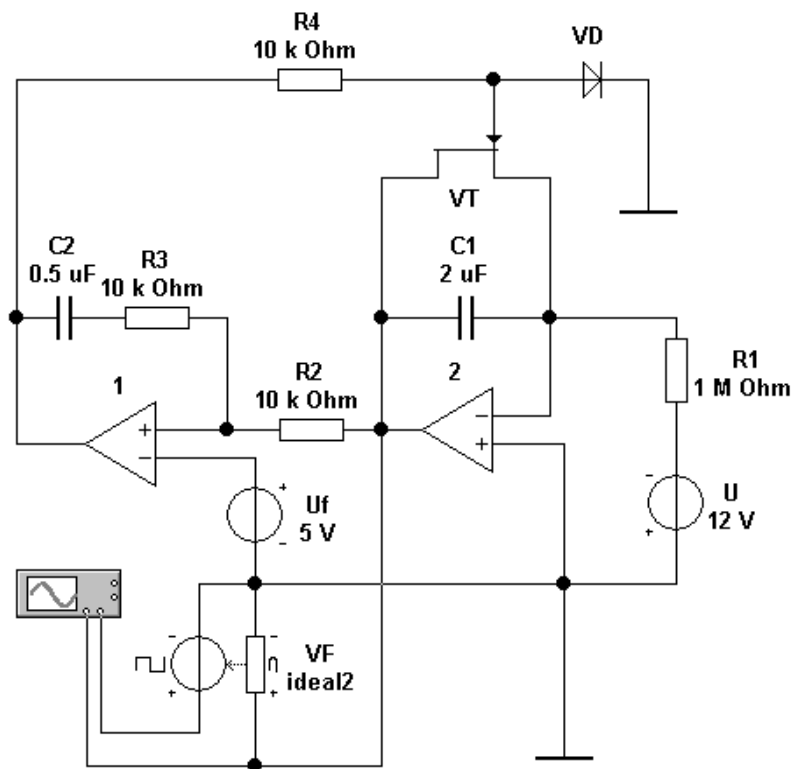 R4
10 k Ohm
VD
VT
C2
0.5 uF
R3
10 k Ohm
C1
2 uF
1
R2
10 k Ohm
2
R1
1 M Ohm
+
−
−
+
+
Uf
5 V
-
-
U
12 V
+
-
+
-
+
VF
ideal2